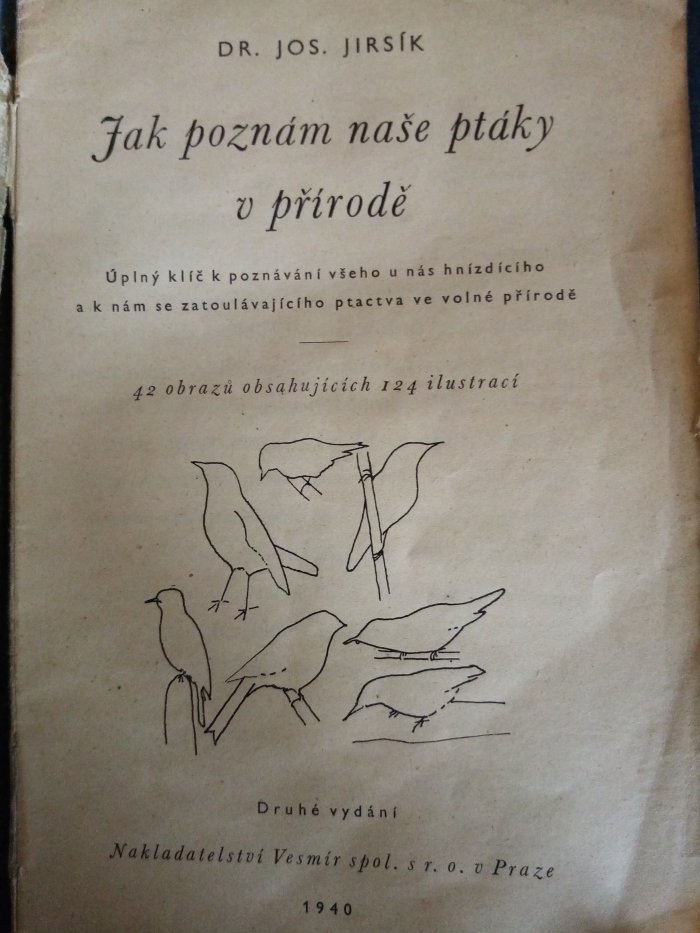 DR. JOS. JIRSÍK
Jak poznám naše ptáky
v přírodě
Úplný klíč k poznávání všeho u nás hnízdícího
a k nám se zatoulávajícího ptactva ve volné přírodě
42 obrazů obsahujících 124 ilustrací
Druhé vydání
Nakladatelství Vesmír spol. s r. o. v Praze
1940